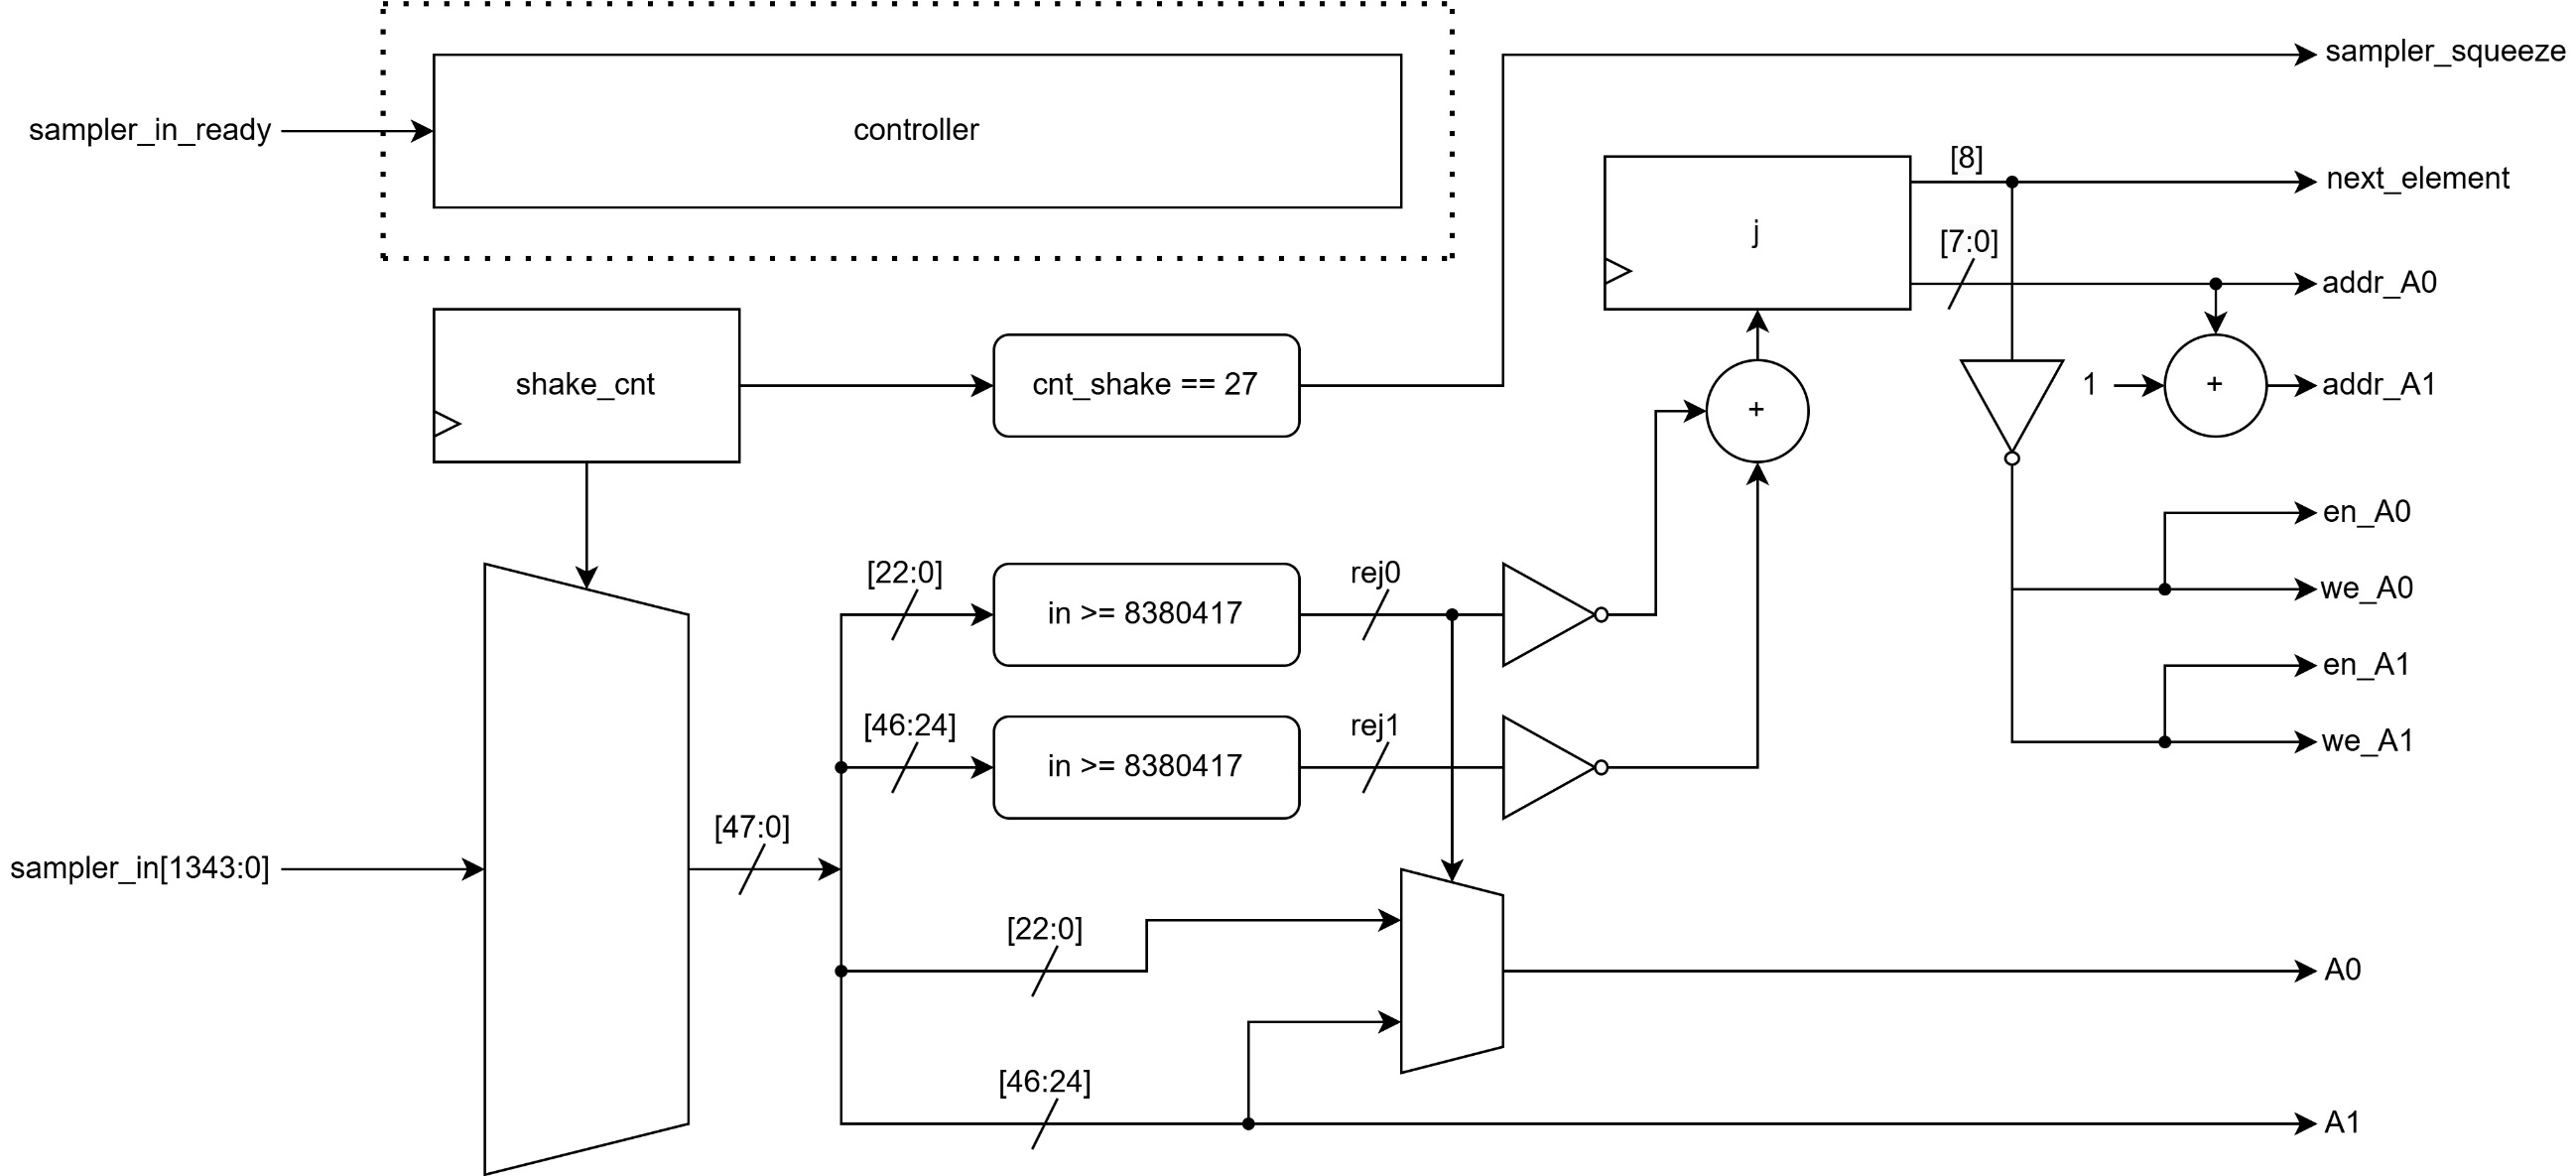 sampler_squeeze
sampler_in_ready
controller
[8]
next_element
j
[7:0]
addr_A0
shake_cnt
cnt_shake == 27
+
1
+
addr_A1
en_A0
[22:0]
in >= 8380417
rej0
we_A0
en_A1
[46:24]
in >= 8380417
rej1
we_A1
[47:0]
sampler_in[1343:0]
[22:0]
A0
[46:24]
A1